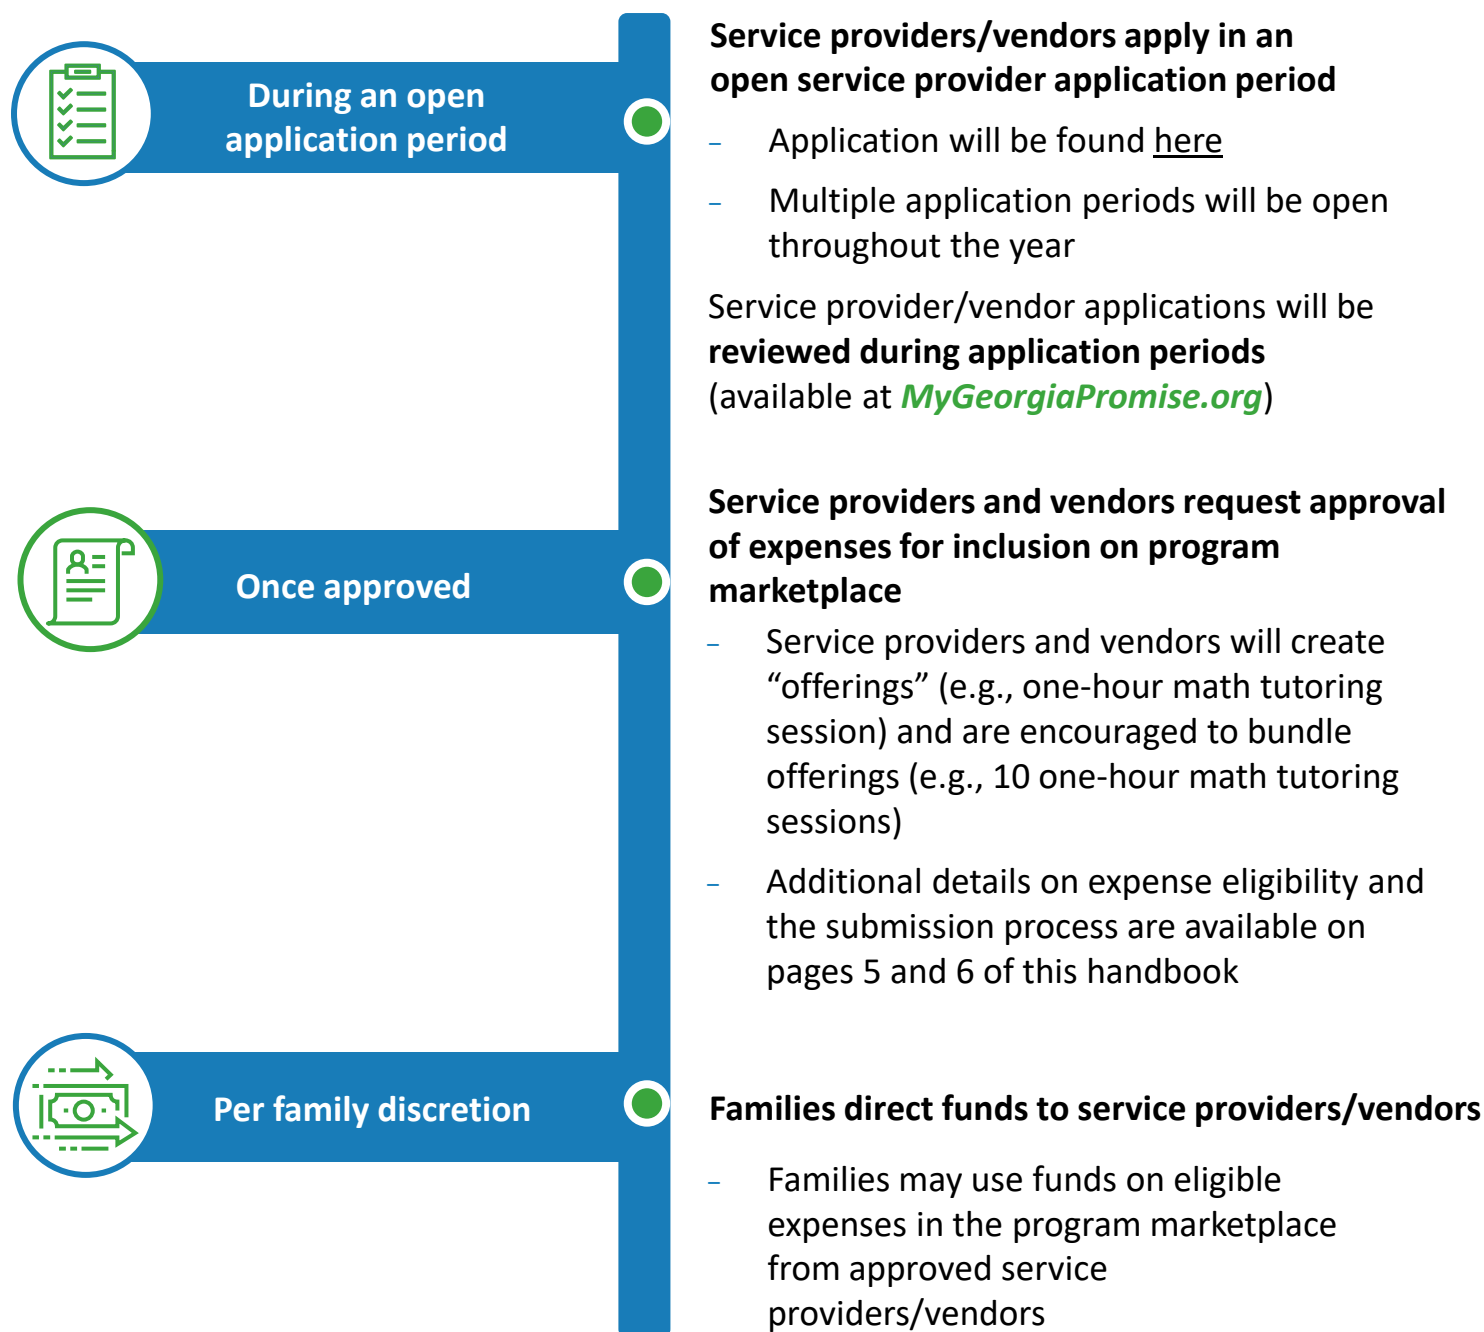 During an open
application period
Service providers/vendors apply in an
open service provider application period
- Application will be found here
- Multiple application periods will be open
throughout the year
Service provider/vendor applications will be
reviewed during application periods
(available at MyGeorgiaPromise.org)
Once approved
Service providers and vendors request approval
of expenses for inclusion on program
marketplace
- Service providers and vendors will create
“offerings” (e.g., one-hour math tutoring
session) and are encouraged to bundle
offerings (e.g., 10 one-hour math tutoring
sessions)
- Additional details on expense eligibility and
the submission process are available on
pages 5 and 6 of this handbook
Per family discretion
Families direct funds to service providers/vendors
- Families may use funds on eligible
expenses in the program marketplace
from approved service
providers/vendors